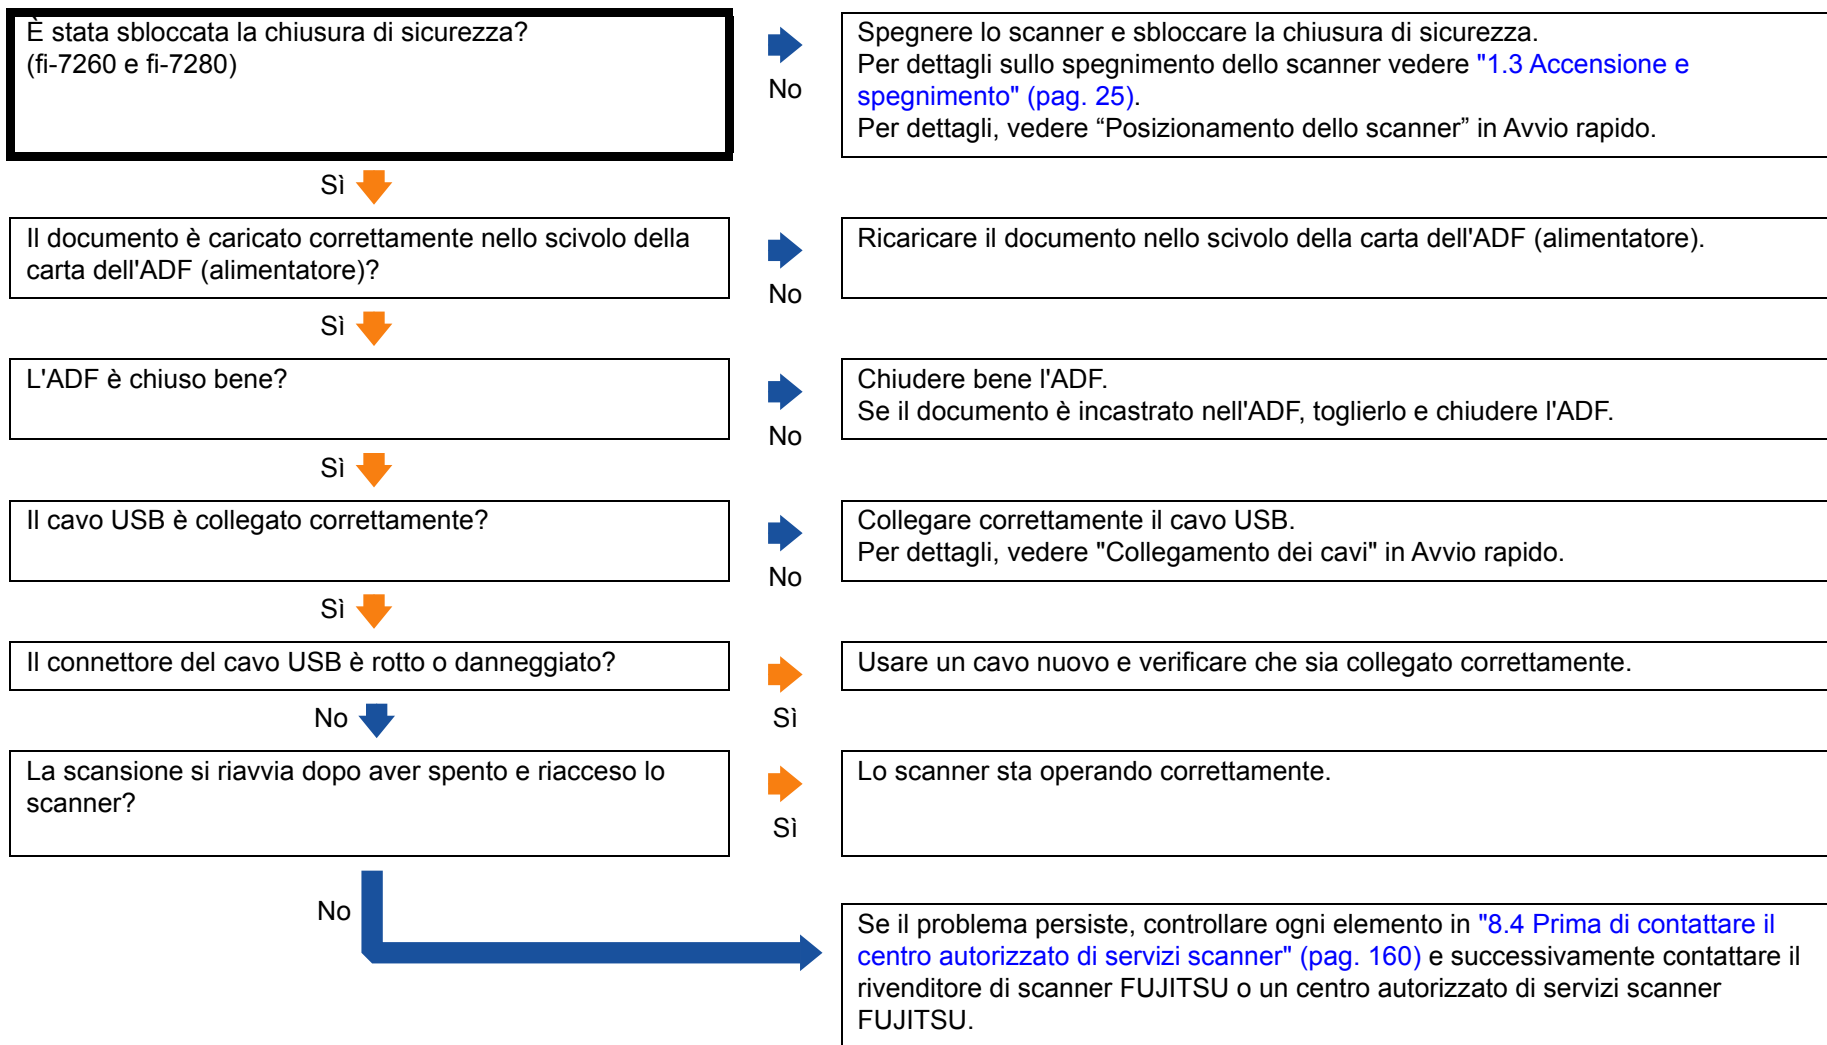 È stata sbloccata la chiusura di sicurezza?
(fi-7260 e fi-7280)
No
Spegnere lo scanner e sbloccare la chiusura di sicurezza.
Per dettagli sullo spegnimento dello scanner vedere "1.3 Accensione e
spegnimento" (pag. 25).
Per dettagli, vedere “Posizionamento dello scanner” in Avvio rapido.
Sì
Il documento è caricato correttamente nello scivolo della
carta dell'ADF (alimentatore)?
No
Ricaricare il documento nello scivolo della carta dell'ADF (alimentatore).
Sì
L'ADF è chiuso bene?
No
Chiudere bene l'ADF.
Se il documento è incastrato nell'ADF, toglierlo e chiudere l'ADF.
Sì
Il cavo USB è collegato correttamente?
No
Collegare correttamente il cavo USB.
Per dettagli, vedere "Collegamento dei cavi" in Avvio rapido.
Sì
Il connettore del cavo USB è rotto o danneggiato?
Sì
Usare un cavo nuovo e verificare che sia collegato correttamente.
No
La scansione si riavvia dopo aver spento e riacceso lo
scanner?
Sì
Lo scanner sta operando correttamente.
No
Se il problema persiste, controllare ogni elemento in "8.4 Prima di contattare il
centro autorizzato di servizi scanner" (pag. 160) e successivamente contattare il
rivenditore di scanner FUJITSU o un centro autorizzato di servizi scanner
FUJITSU.